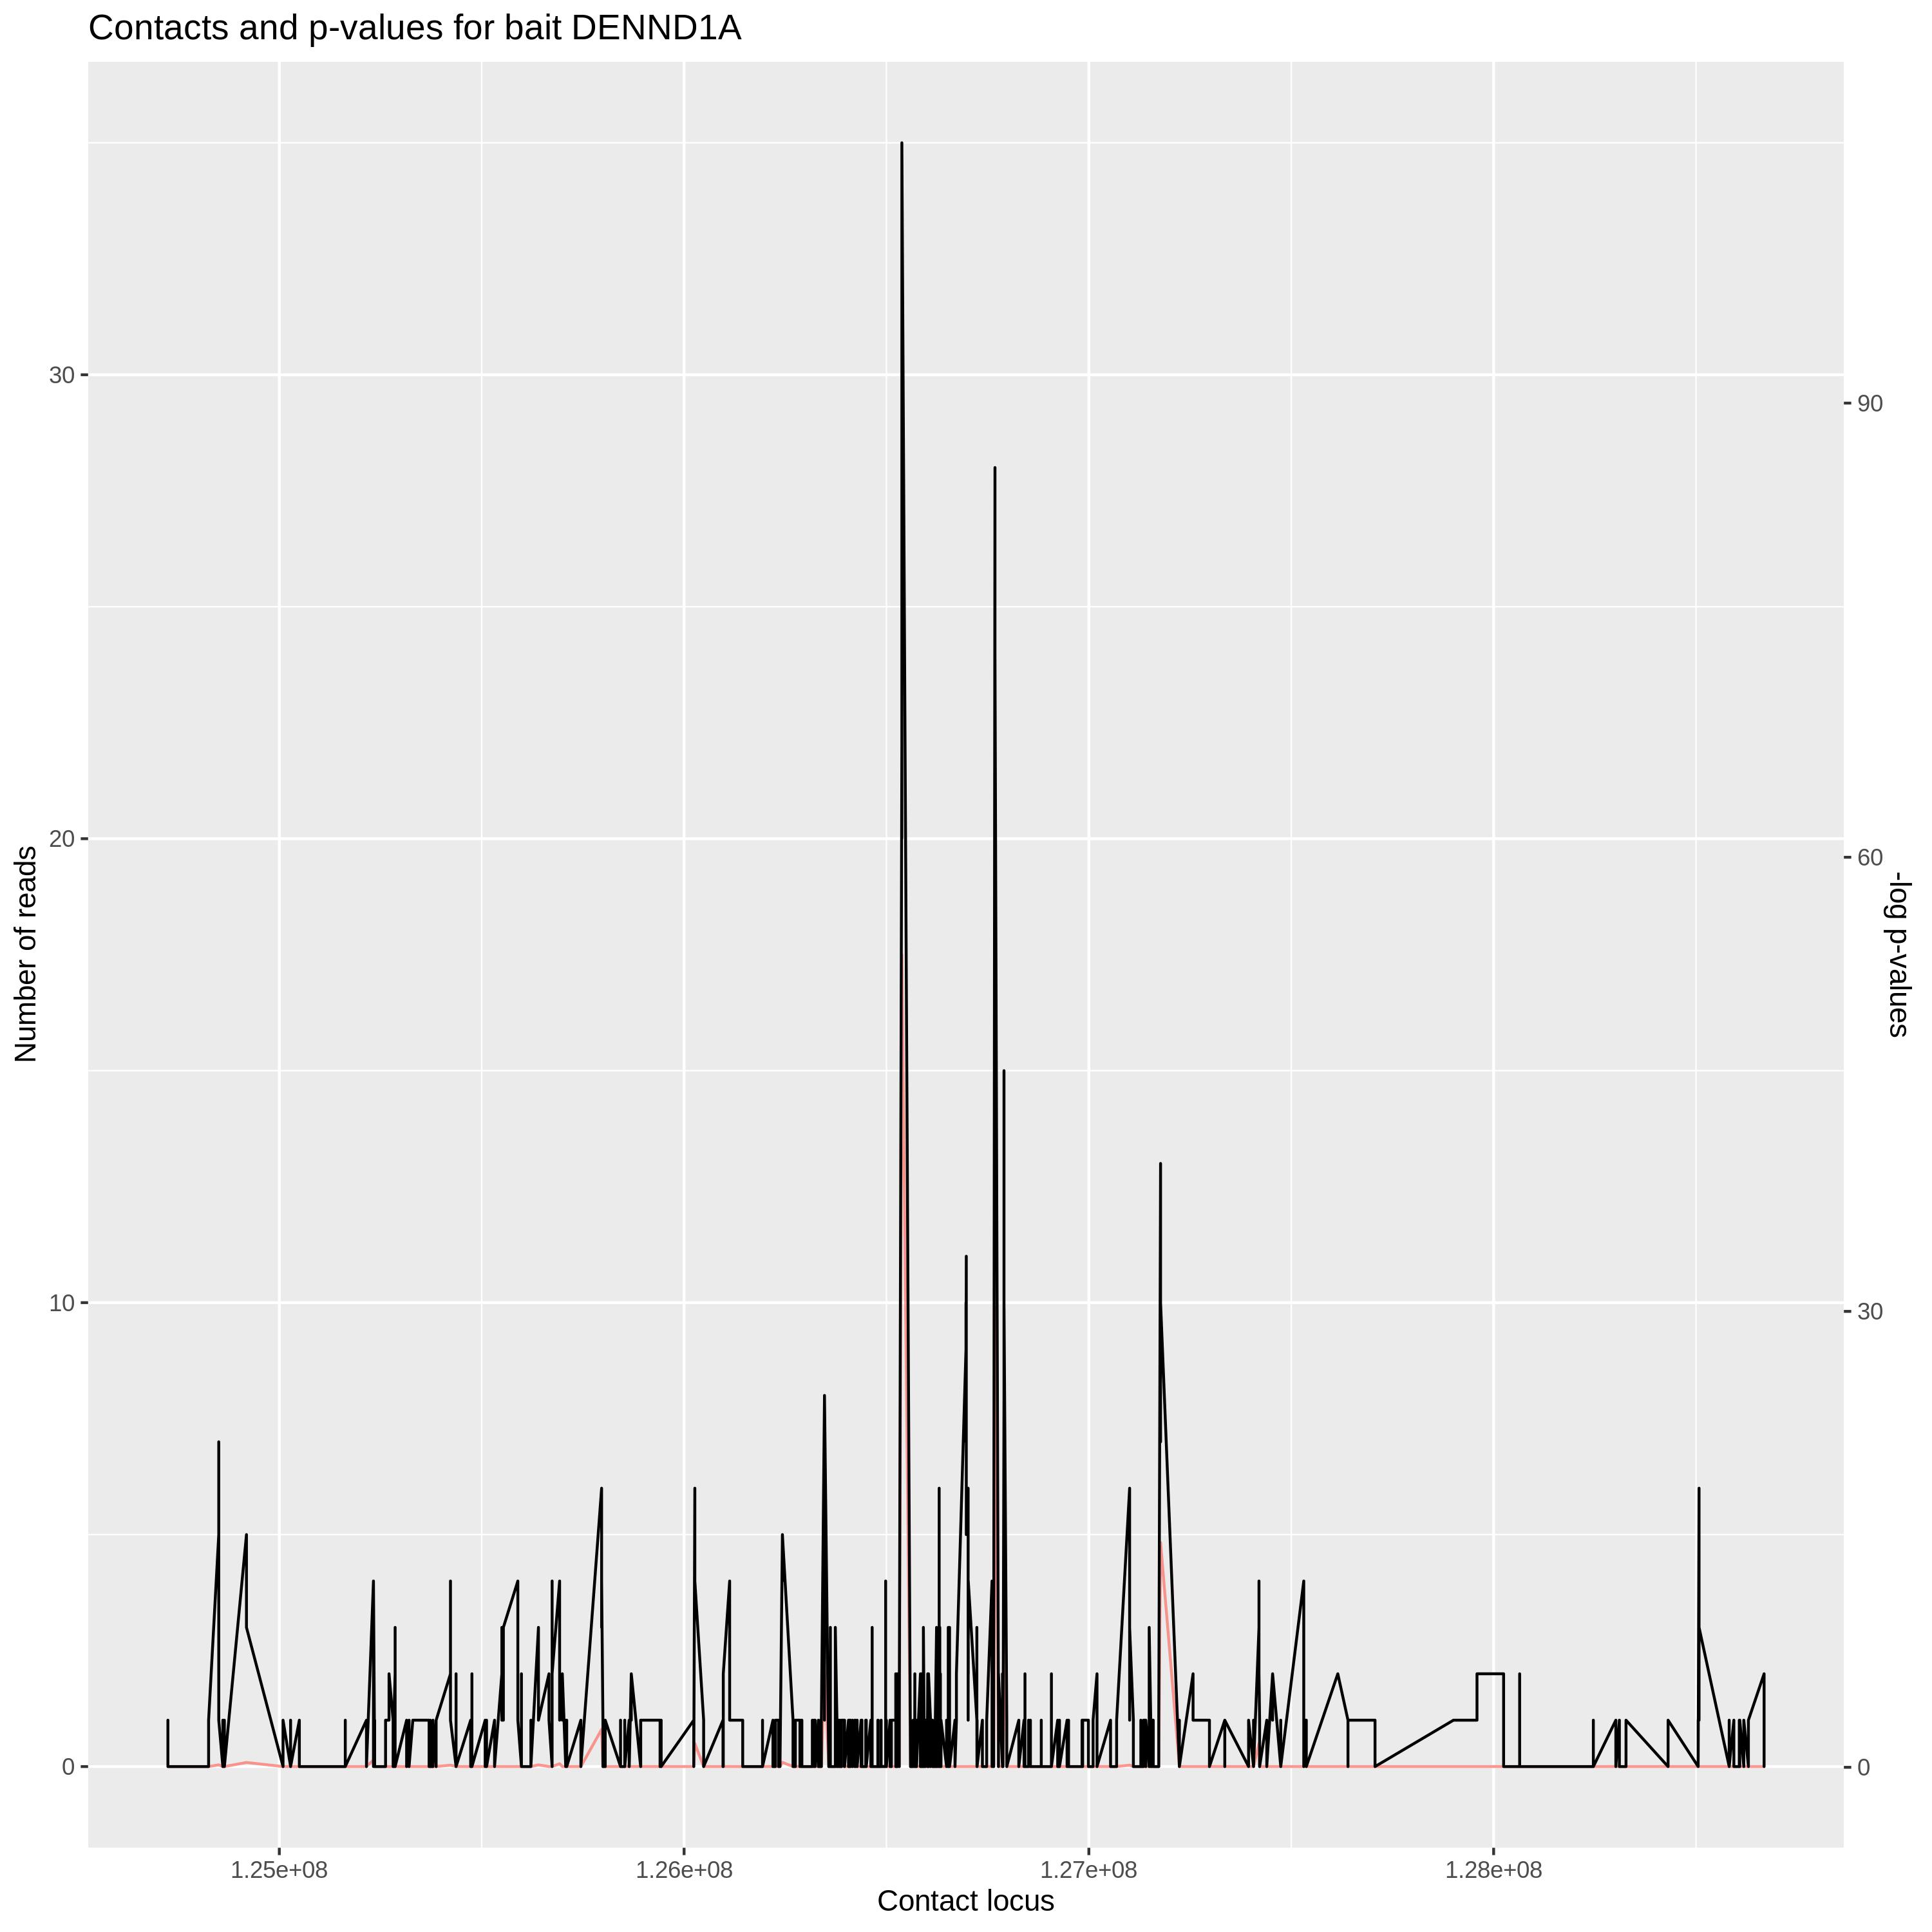 Contacts and p-values for bait DENND1A
30
20
10
0
90
60
30
0
Number of reads
-log p-values
1.25e+08
1.26e+08
1.27e+08
1.28e+08
Contact locus